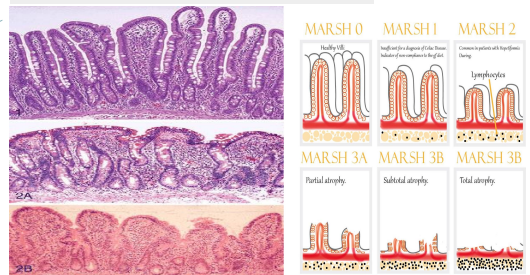 1
2A
2B
MARSH 0
MARSH 1
MARSH 2
Healthy Villi
Insufficient for a diagnosis of Celiac Disease.
Indicator of non-compliance to the gf diet.
Common in patients with Herpetiformis
Lymphocytes
MARSH 3A
MARSH 3B
MARSH 3B
Partial atrophy.
Subtotal atrophy.
Total atrophy.